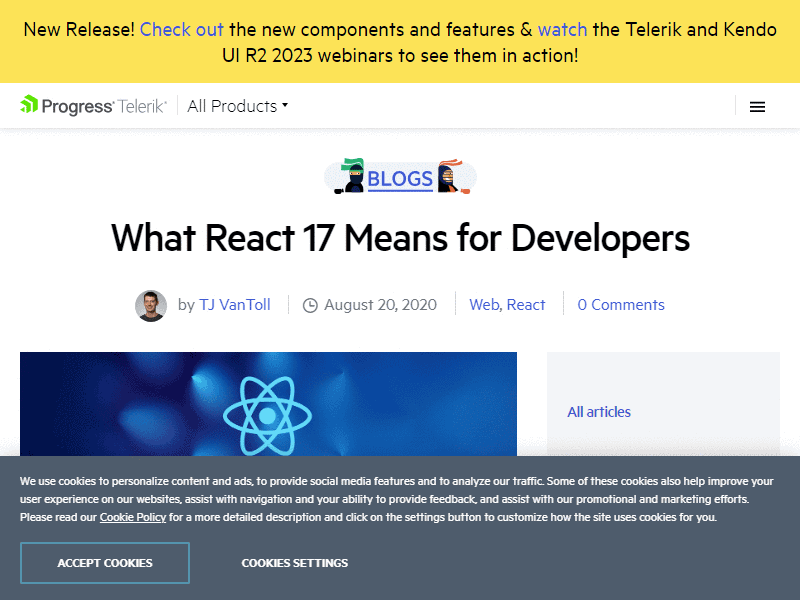 New Release! Check out the new components and features & watch the Telerik and Kendo
UI R2 2023 webinars to see them in action!
Progress Telerik
All Products
BLOGS
What React 17 Means for Developers
by TJ VanToll
August 20, 2020
Web, React
0 Comments
All articles
We use cookies to personalize content and ads, to provide social media features and to analyze our traffic. Some of these cookies also help improve your
user experience on our websites, assist with navigation and your ability to provide feedback, and assist with our promotional and marketing efforts.
Please read our Cookie Policy for a more detailed description and click on the settings button to customize how the site uses cookies for you.
ACCEPT COOKIES
COOKIES SETTINGS